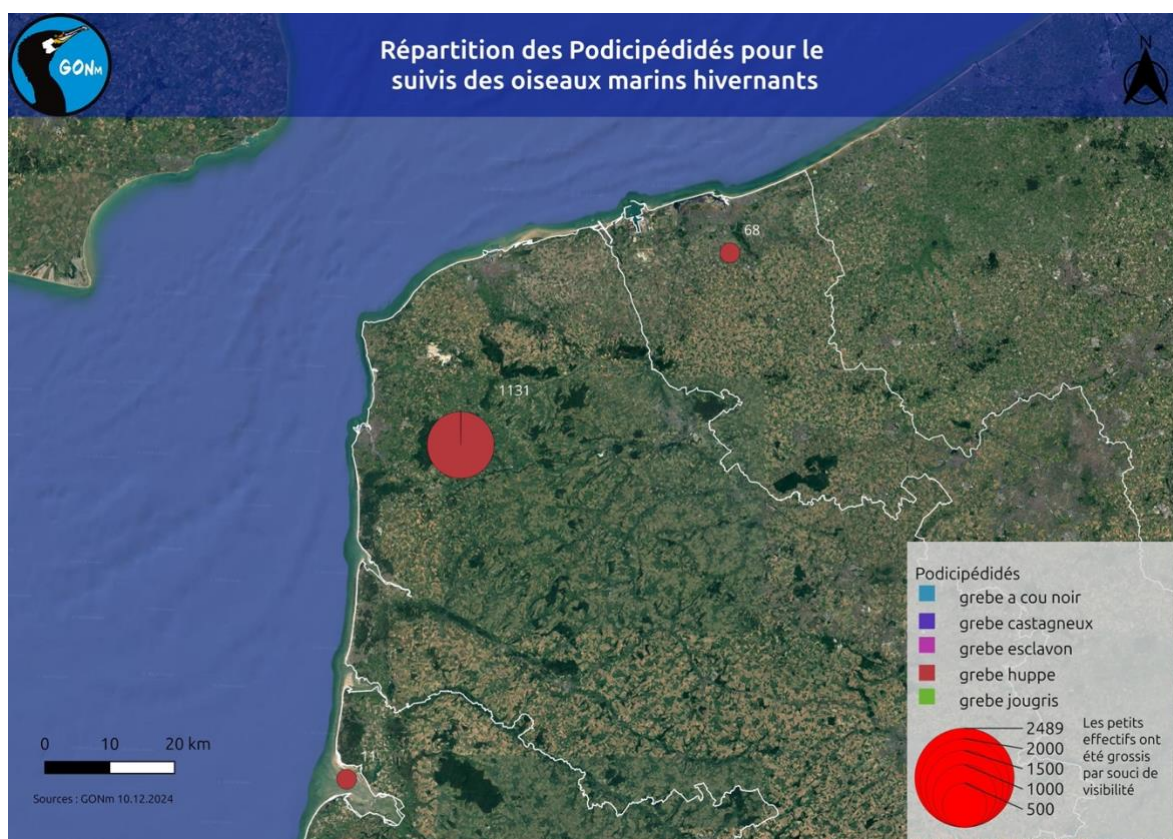 GONm
Répartition des Podicipédidés pour le
suivis des oiseaux marins hivernants
N
68
1131
11
Podicipédidés
grebe a cou noir
grebe castagneux
grebe esclavon
grebe huppe
grebe jougris
2489
2000
1500
1000
500
Les petits
effectifs ont
été grossis
par souci de
visibilité
0 10 20 km
Sources : GONm 10.12.2024